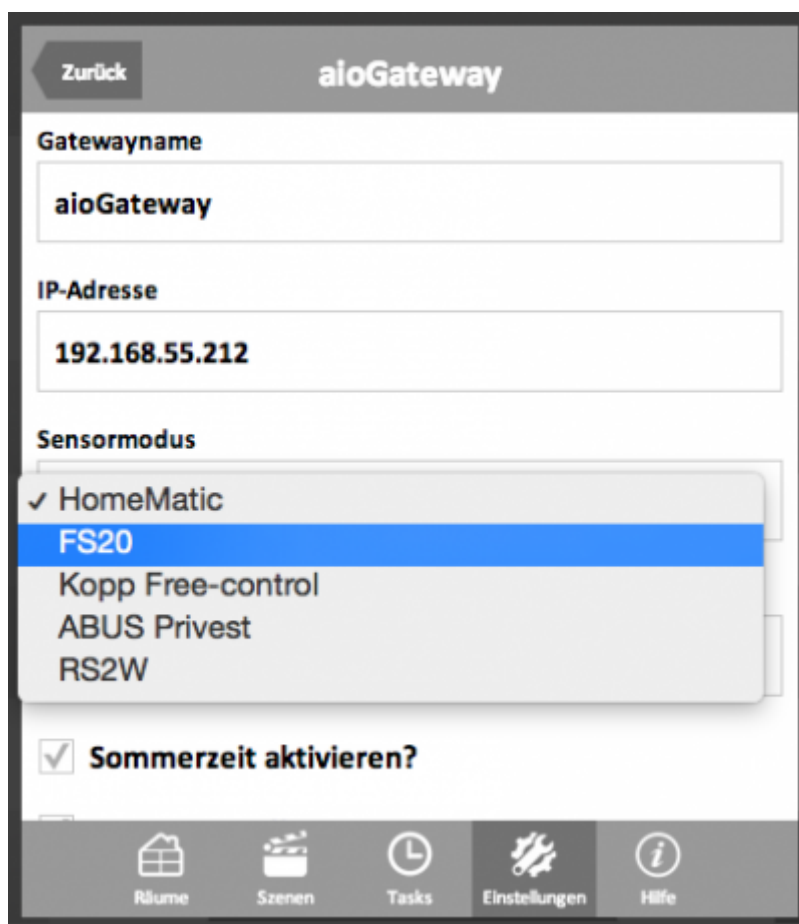 Zurück
aioGateway
Gatewayname
aioGateway
IP-Adresse
192.168.55.212
Sensormodus
✓ HomeMatic
FS20
Kopp Free-control
ABUS Privest
RS2W
Sommerzeit aktivieren?
Räume
Szenen
Tasks
Einstellungen
Hilfe